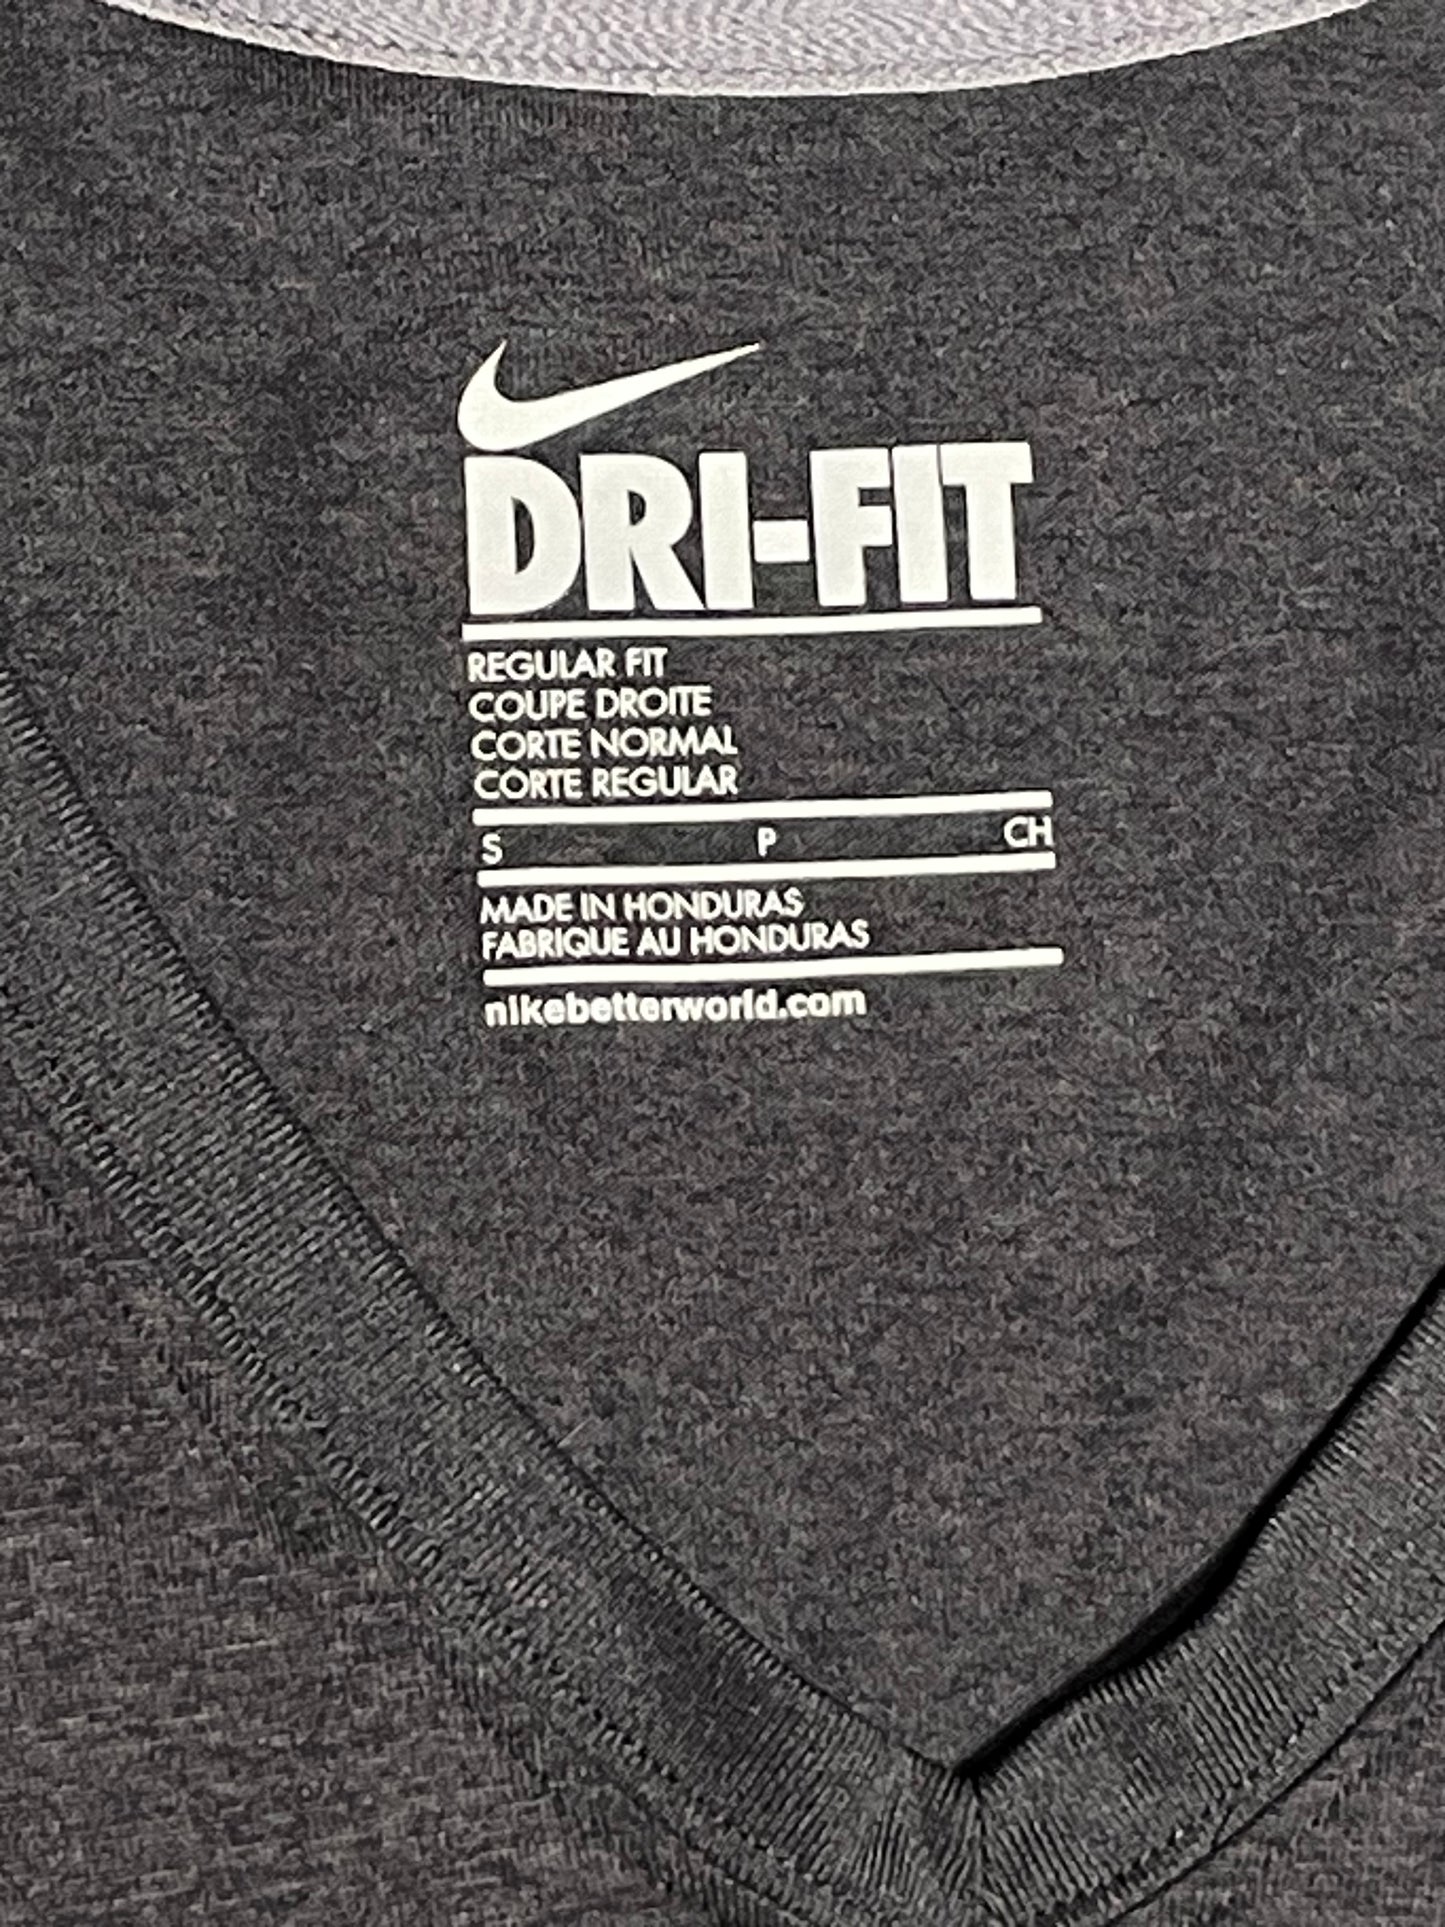 DRI-FIT
REGULAR FIT
COUPE DROITE
CORTE NORMAL
CORTE REGULAR
S P CH
MADE IN HONDURAS
FABRIQUE AU HONDURAS
nikebetterworld.com